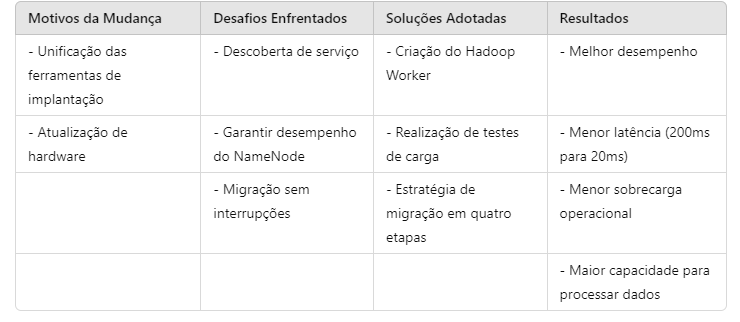 Motivos da Mudança
Desafios Enfrentados
Soluções Adotadas
Resultados
- Unificação das
ferramentas de
implantação
- Descoberta de serviço
- Criação do Hadoop
Worker
- Melhor desempenho
- Atualização de
hardware
- Garantir desempenho
do NameNode
- Realização de testes
de carga
- Menor latência (200ms
para 20ms)
- Migração sem
interrupções
- Estratégia de
migração em quatro
etapas
- Menor sobrecarga
operacional
- Maior capacidade para
processar dados